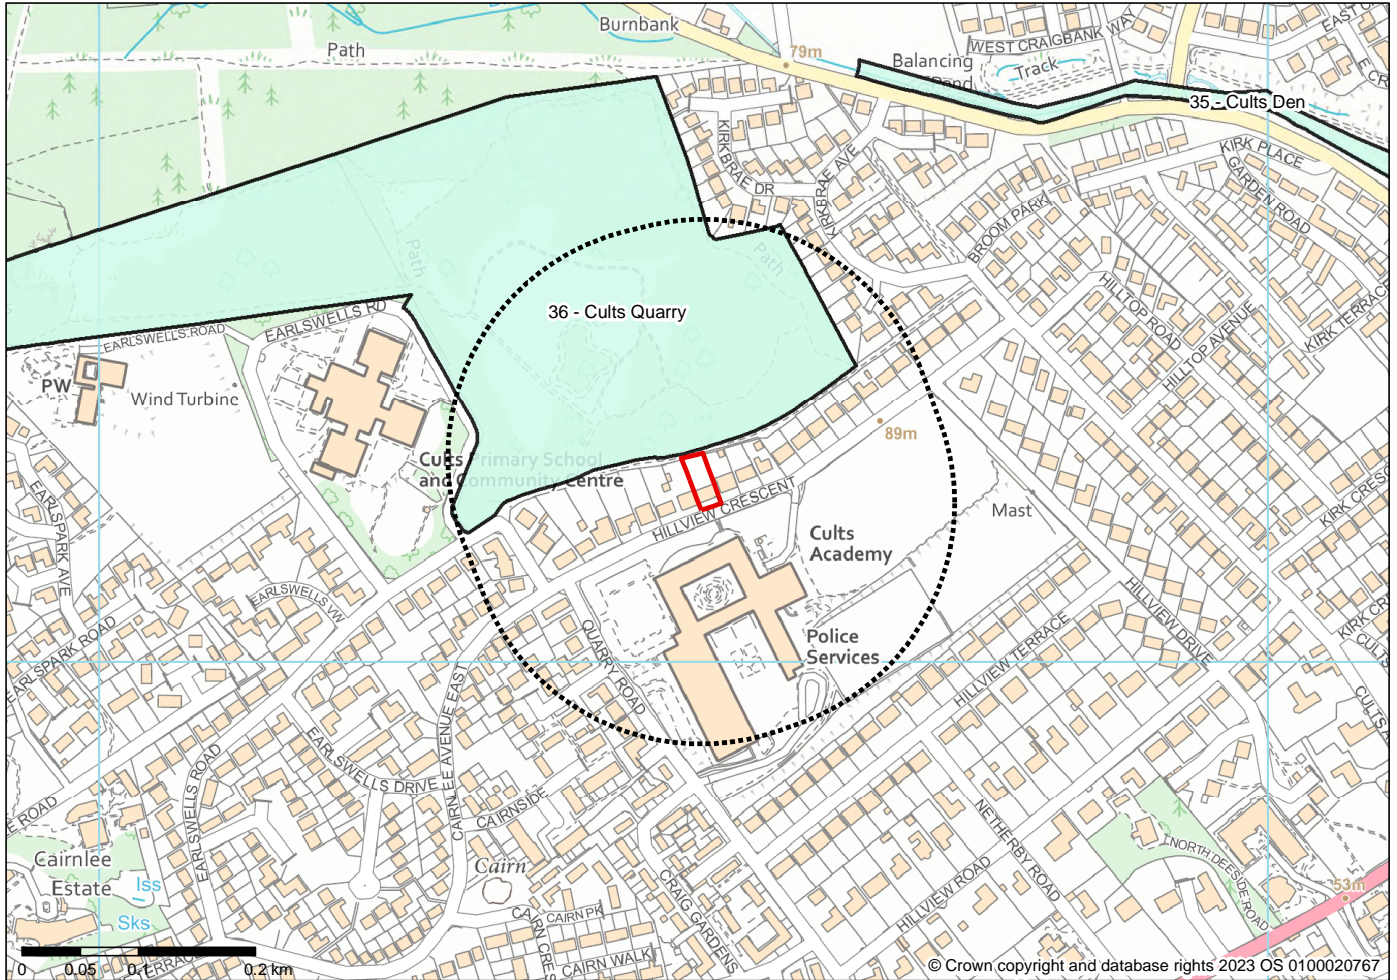 Burnbank
Path
79m
WEST CRAIGBANK WAY
Balancing
Pond
Track
35 - Cults Den
KIRKBRAE DR
KIRKBRAE AVE
KIRK PLACE
GARDEN ROAD
BROOM PARK
Path
Path
HILLTOP ROAD
HILLTOP AVENUE
KIRK TERRACE
36 - Cults Quarry
EARLSWELLS ROAD
EARLSWELLS RD
PW
Wind Turbine
89m
Cults Primary School
and Community Centre
EARLSPARK AVE
HILLVIEW CRESCENT
Mast
Cults
Academy
EARLSWELLS VW
EARLSPARK ROAD
QUARRY ROAD
Police
Services
HILLVIEW TERRACE
HILLVIEW DRIVE
EARLSWELLS ROAD
EARLSWELLS DRIVE
CAIRNLEE AVENUE EAST
CAIRNSIDE
Cairn
Cairnlee
Estate
Iss
Sks
CRAIG GARDENS
CAIRN PK
CAIRN WALK
HILLVIEW ROAD
NETHERBY ROAD
NORTH DEESIDE ROAD
53m
0 0.05 0.1 0.2 km
© Crown copyright and database rights 2023 OS 0100020767